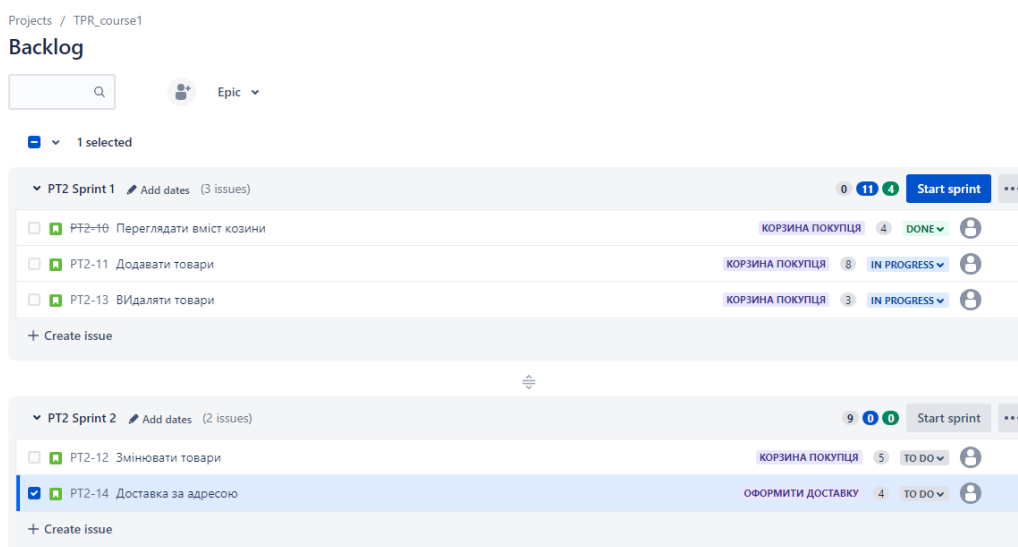 Projects / TPR_course1
Backlog
Epic
1 selected
PT2 Sprint 1 Add dates (3 issues) 0 11 4 Start sprint
PT2-10 Переглядати вміст козини КОРЗИНА ПОКУПЦЯ 4 DONE
PT2-11 Додавати товари КОРЗИНА ПОКУПЦЯ 8 IN PROGRESS
PT2-13 ВИдаляти товари КОРЗИНА ПОКУПЦЯ 3 IN PROGRESS
+ Create issue
PT2 Sprint 2 Add dates (2 issues) 9 0 0 Start sprint
PT2-12 Змінювати товари КОРЗИНА ПОКУПЦЯ 5 TO DO
PT2-14 Доставка за адресою ОФОРМИТИ ДОСТАВКУ 4 TO DO
+ Create issue